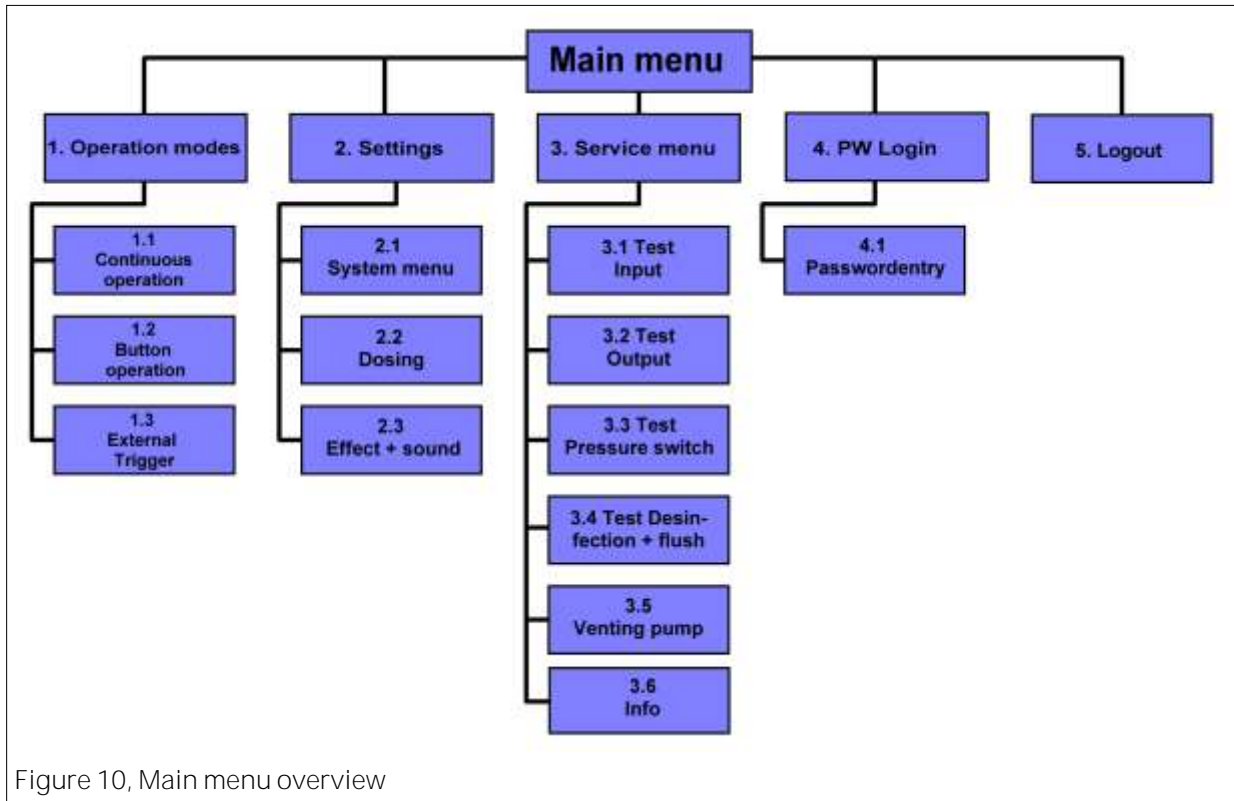 Main menu
1. Operation modes
2. Settings
3. Service menu
4. PW Login
5. Logout
1.1
Continuous
operation
1.2
Button
operation
1.3
External
Trigger
2.1
System menu
2.2
Dosing
2.3
Effect + sound
3.1 Test
Input
3.2 Test
Output
3.3 Test
Pressure switch
3.4 Test Desin-
fection + flush
3.5
Venting pump
3.6
Info
4.1
Passwordentry
Figure 10, Main menu overview